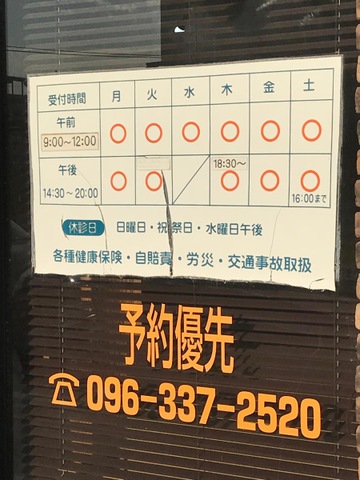 受付時間 月 火 水 木 金 土
午前 9:00~12:00 ○ ○ ○ ○ ○ ○
午後 14:30~20:00 ○ ○ ／ 18:30~ ○ ○ ○ 16:00まで
休診日 日曜日・祝祭日・水曜日午後
各種健康保険・自賠責・労災・交通事故取扱
予約優先
☎096-337-2520